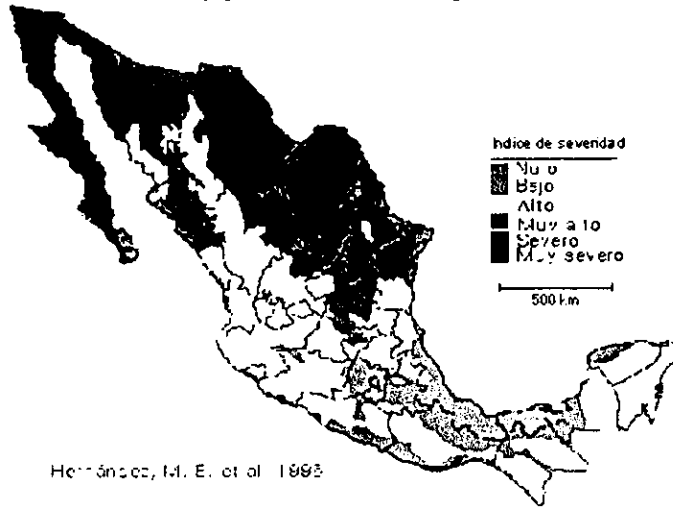 Indice de severidad
Nulo
Bajo
Alto
Muy alto
Severo
Muy severo
500 km
Hernández, M. E. et al